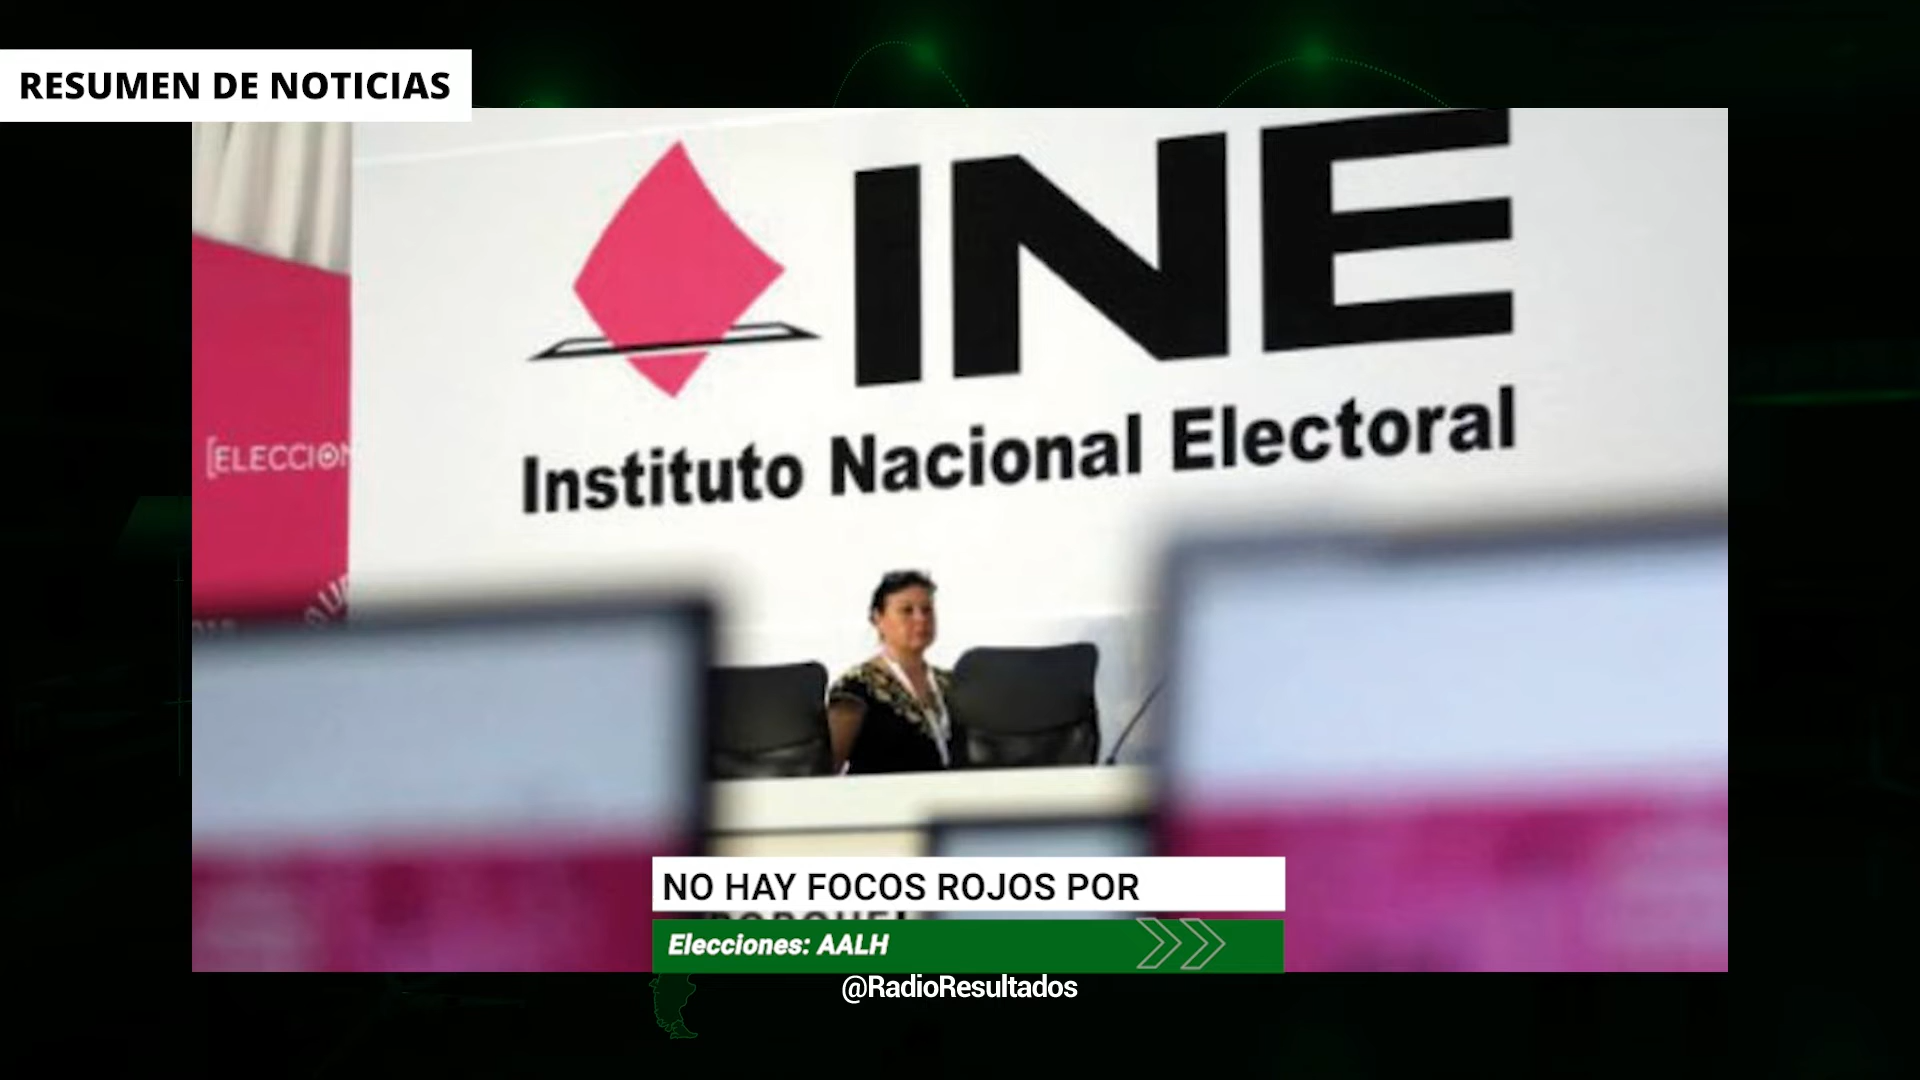 RESUMEN DE NOTICIAS
INE
Instituto Nacional Electoral
[ELECCION
NO HAY FOCOS ROJOS POR
Elecciones: AALH
@RadioResultados